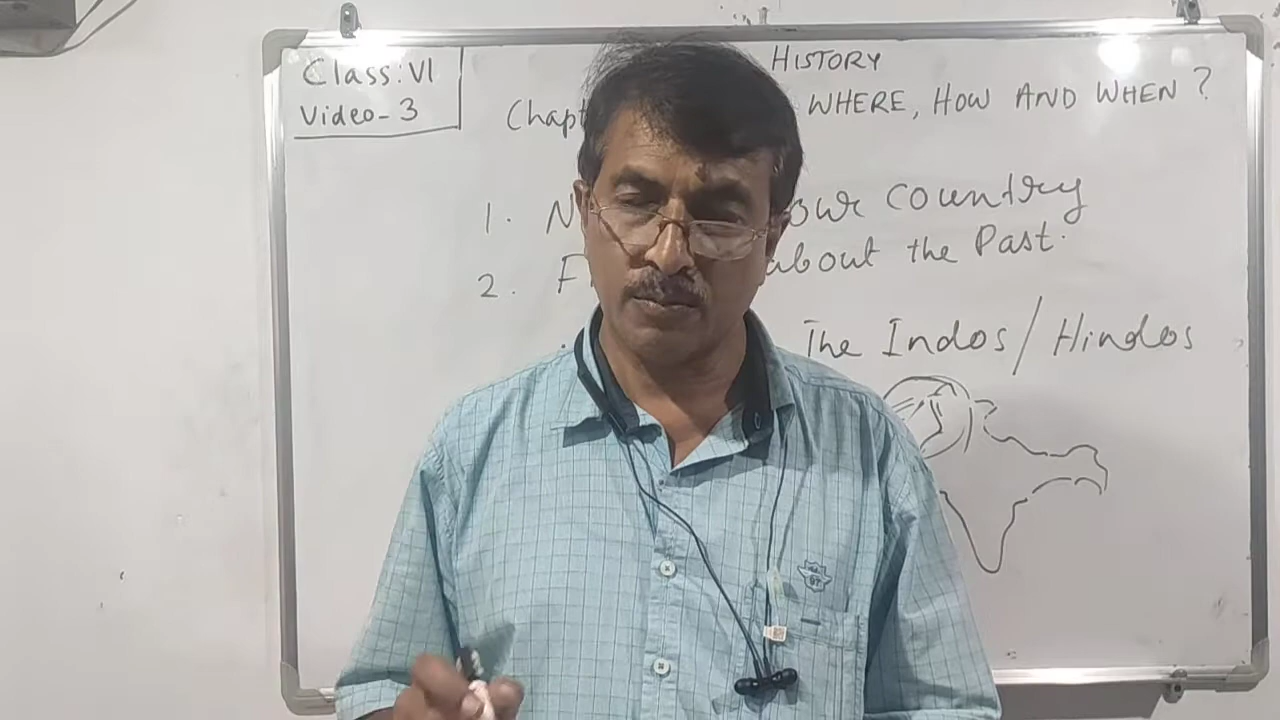 Class: VI
Video - 3
HISTORY
Chapt WHERE, HOW AND WHEN ?
1. N our country
2. F about the Past.
The Indos / Hindos